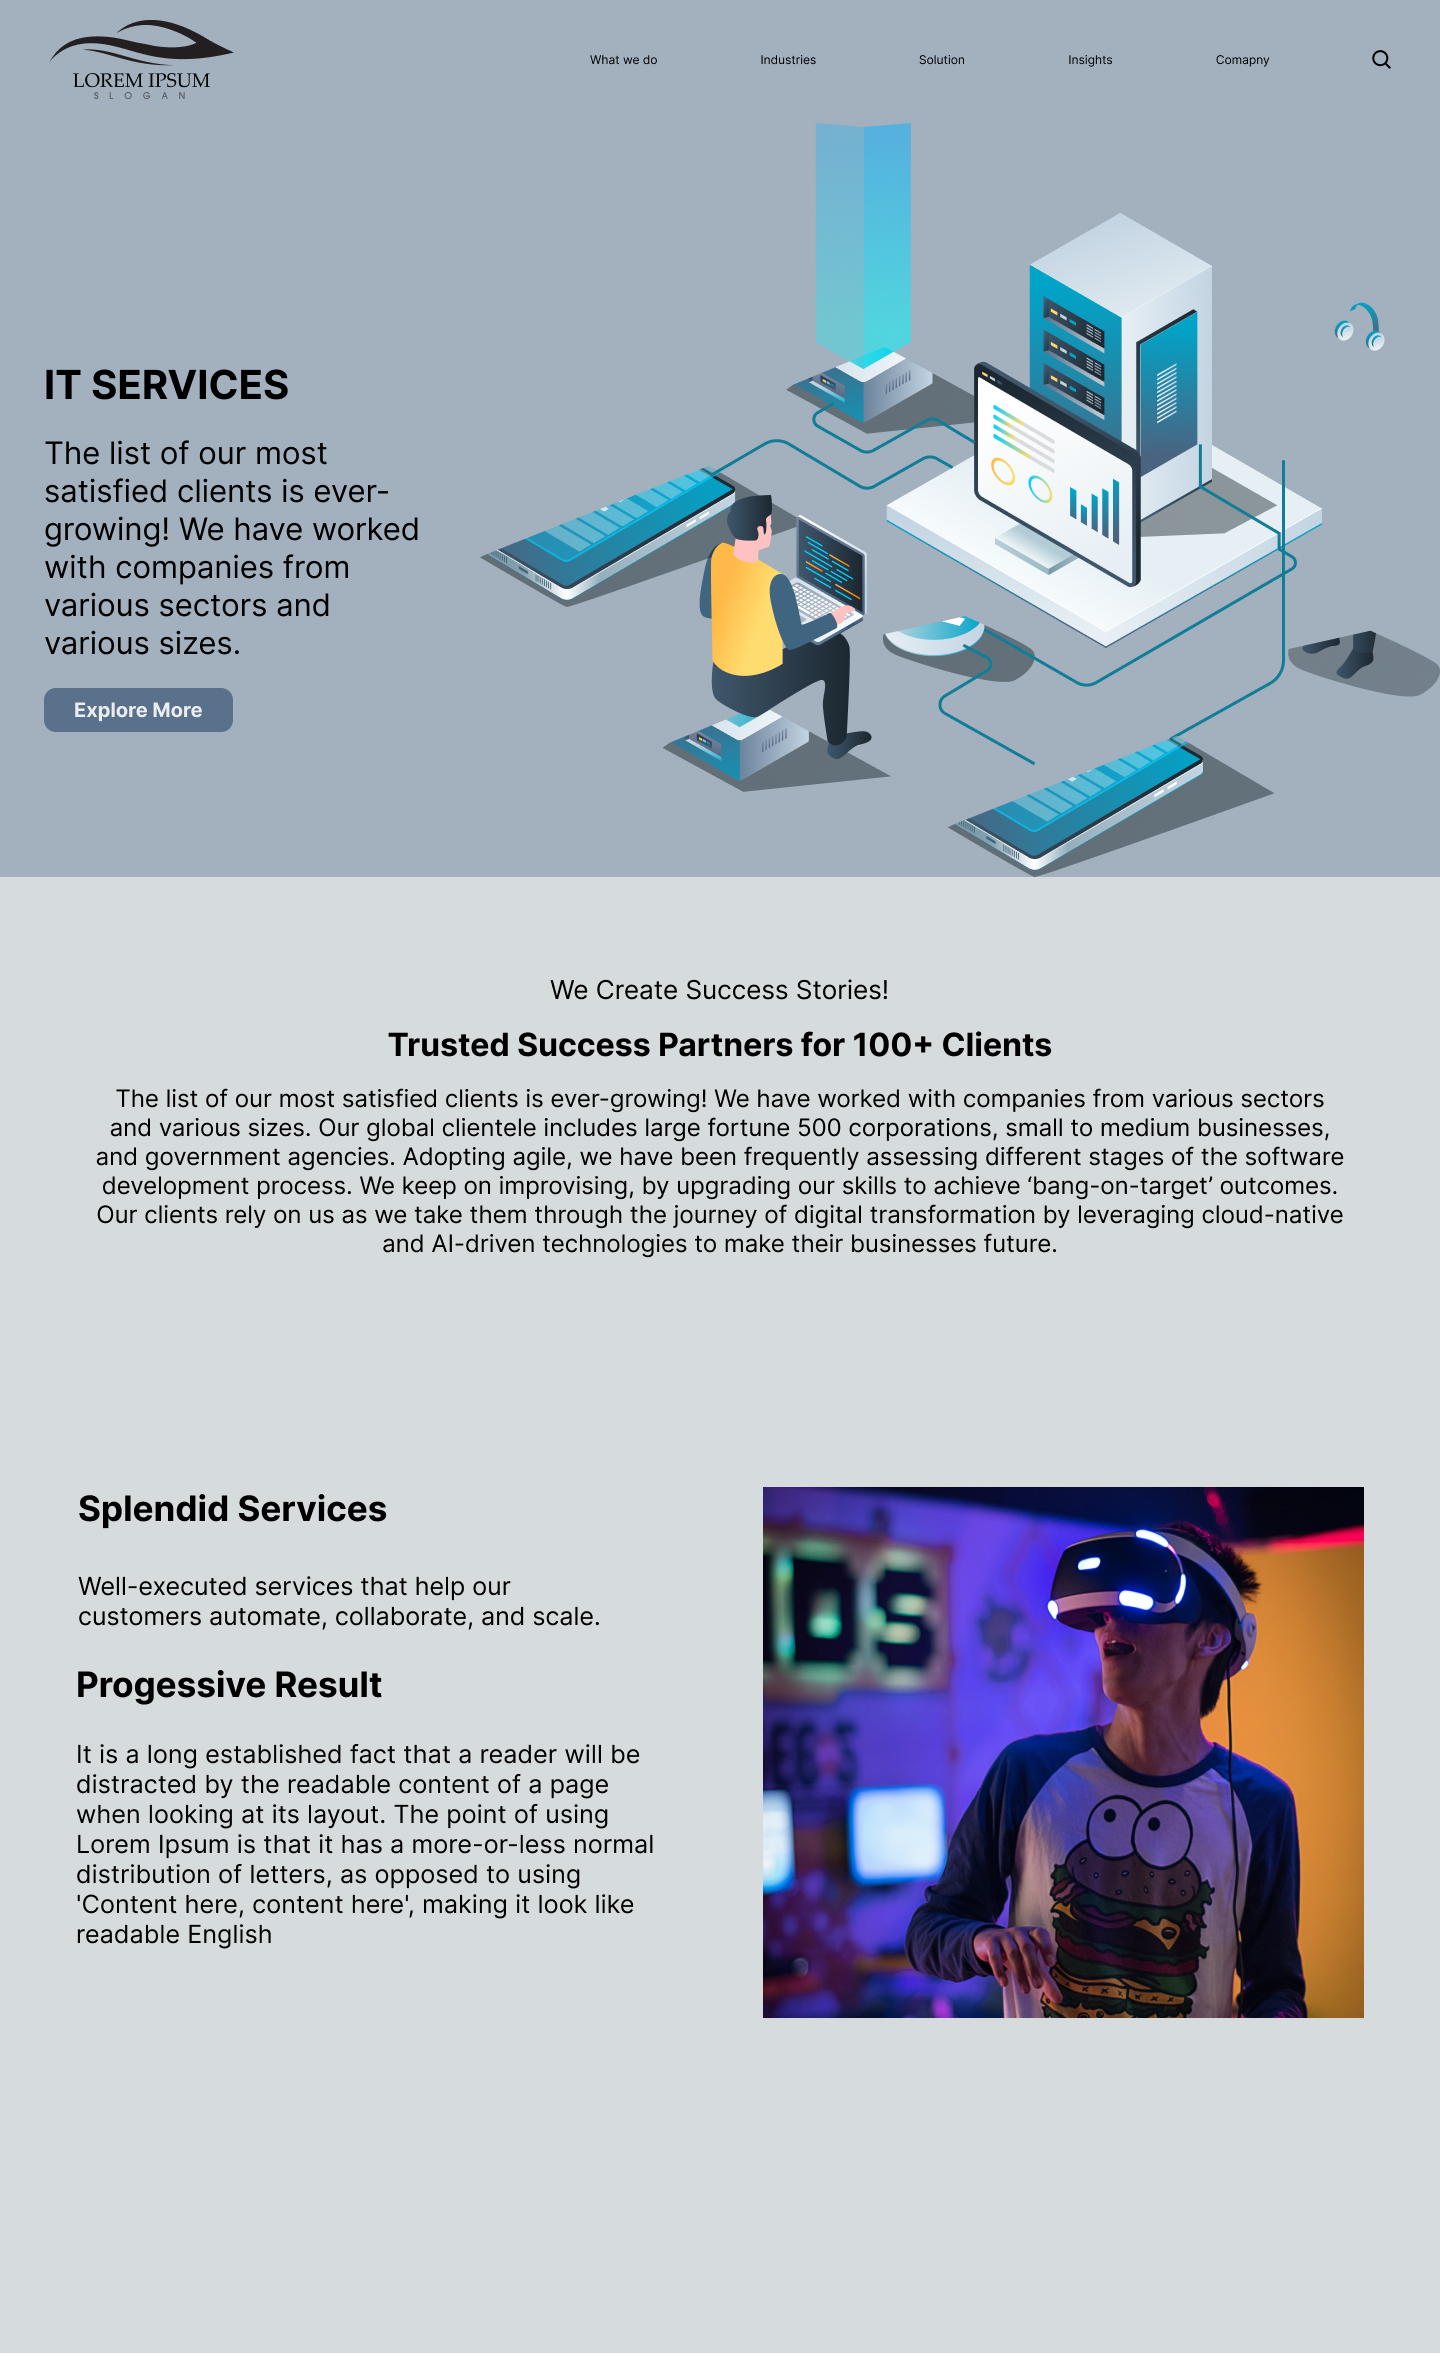 LOREM IPSUM
SLOGAN
What we do
Industries
Solution
Insights
Comapny
IT SERVICES
The list of our most
satisfied clients is ever-
growing! We have worked
with companies from
various sectors and
various sizes.
Explore More
We Create Success Stories!
Trusted Success Partners for 100+ Clients
The list of our most satisfied clients is ever-growing! We have worked with companies from various sectors
and various sizes. Our global clientele includes large fortune 500 corporations, small to medium businesses,
and government agencies. Adopting agile, we have been frequently assessing different stages of the software
development process. We keep on improvising, by upgrading our skills to achieve ‘bang-on-target’ outcomes.
Our clients rely on us as we take them through the journey of digital transformation by leveraging cloud-native
and AI-driven technologies to make their businesses future.
Splendid Services
Well-executed services that help our
customers automate, collaborate, and scale.
Progessive Result
It is a long established fact that a reader will be
distracted by the readable content of a page
when looking at its layout. The point of using
Lorem Ipsum is that it has a more-or-less normal
distribution of letters, as opposed to using
'Content here, content here', making it look like
readable English